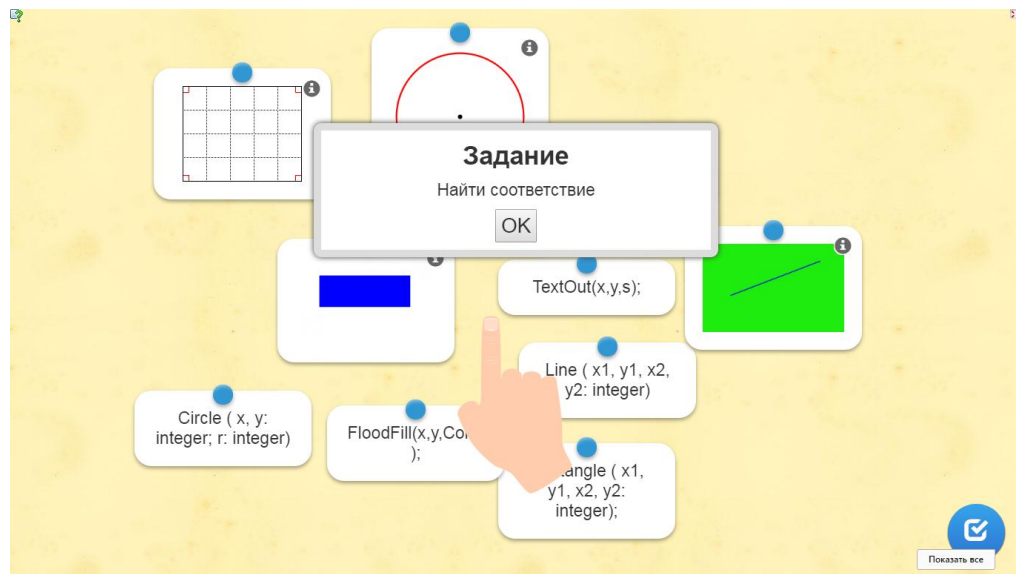 Задание
Найти соответствие
OK
TextOut(x,y,s);
Line ( x1, y1, x2,
y2: integer)
Circle ( x, y:
integer; r: integer)
FloodFill(x,y,
);
( x1,
y1, x2, y2:
integer);
Показать все